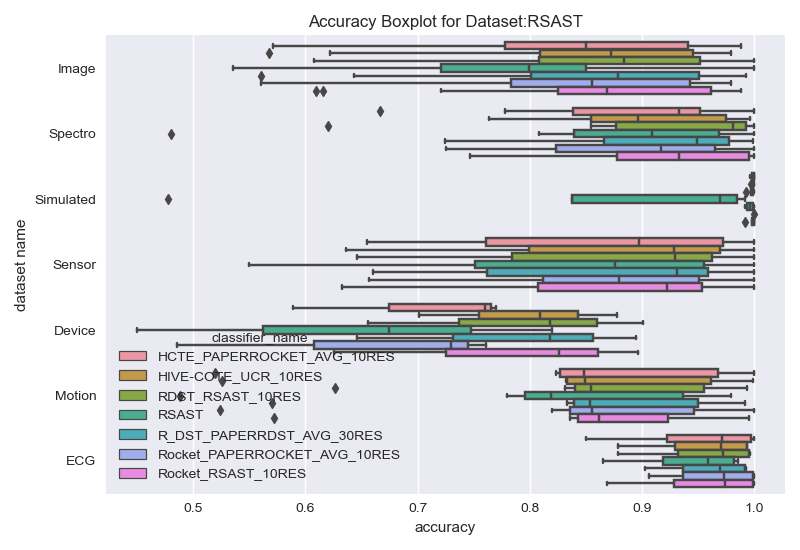 Accuracy Boxplot for Dataset:RSAST
dataset name
Image
Spectro
Simulated
Sensor
Device
Motion
ECG
classifier_name
HCTE_PAPERROCKET_AVG_10RES
HIVE-COTE_UCR_10RES
RDST_RSAST_10RES
RSAST
R_DST_PAPERRDST_AVG_30RES
Rocket_PAPERROCKET_AVG_10RES
Rocket_RSAST_10RES
0.5 0.6 0.7 0.8 0.9 1.0
accuracy